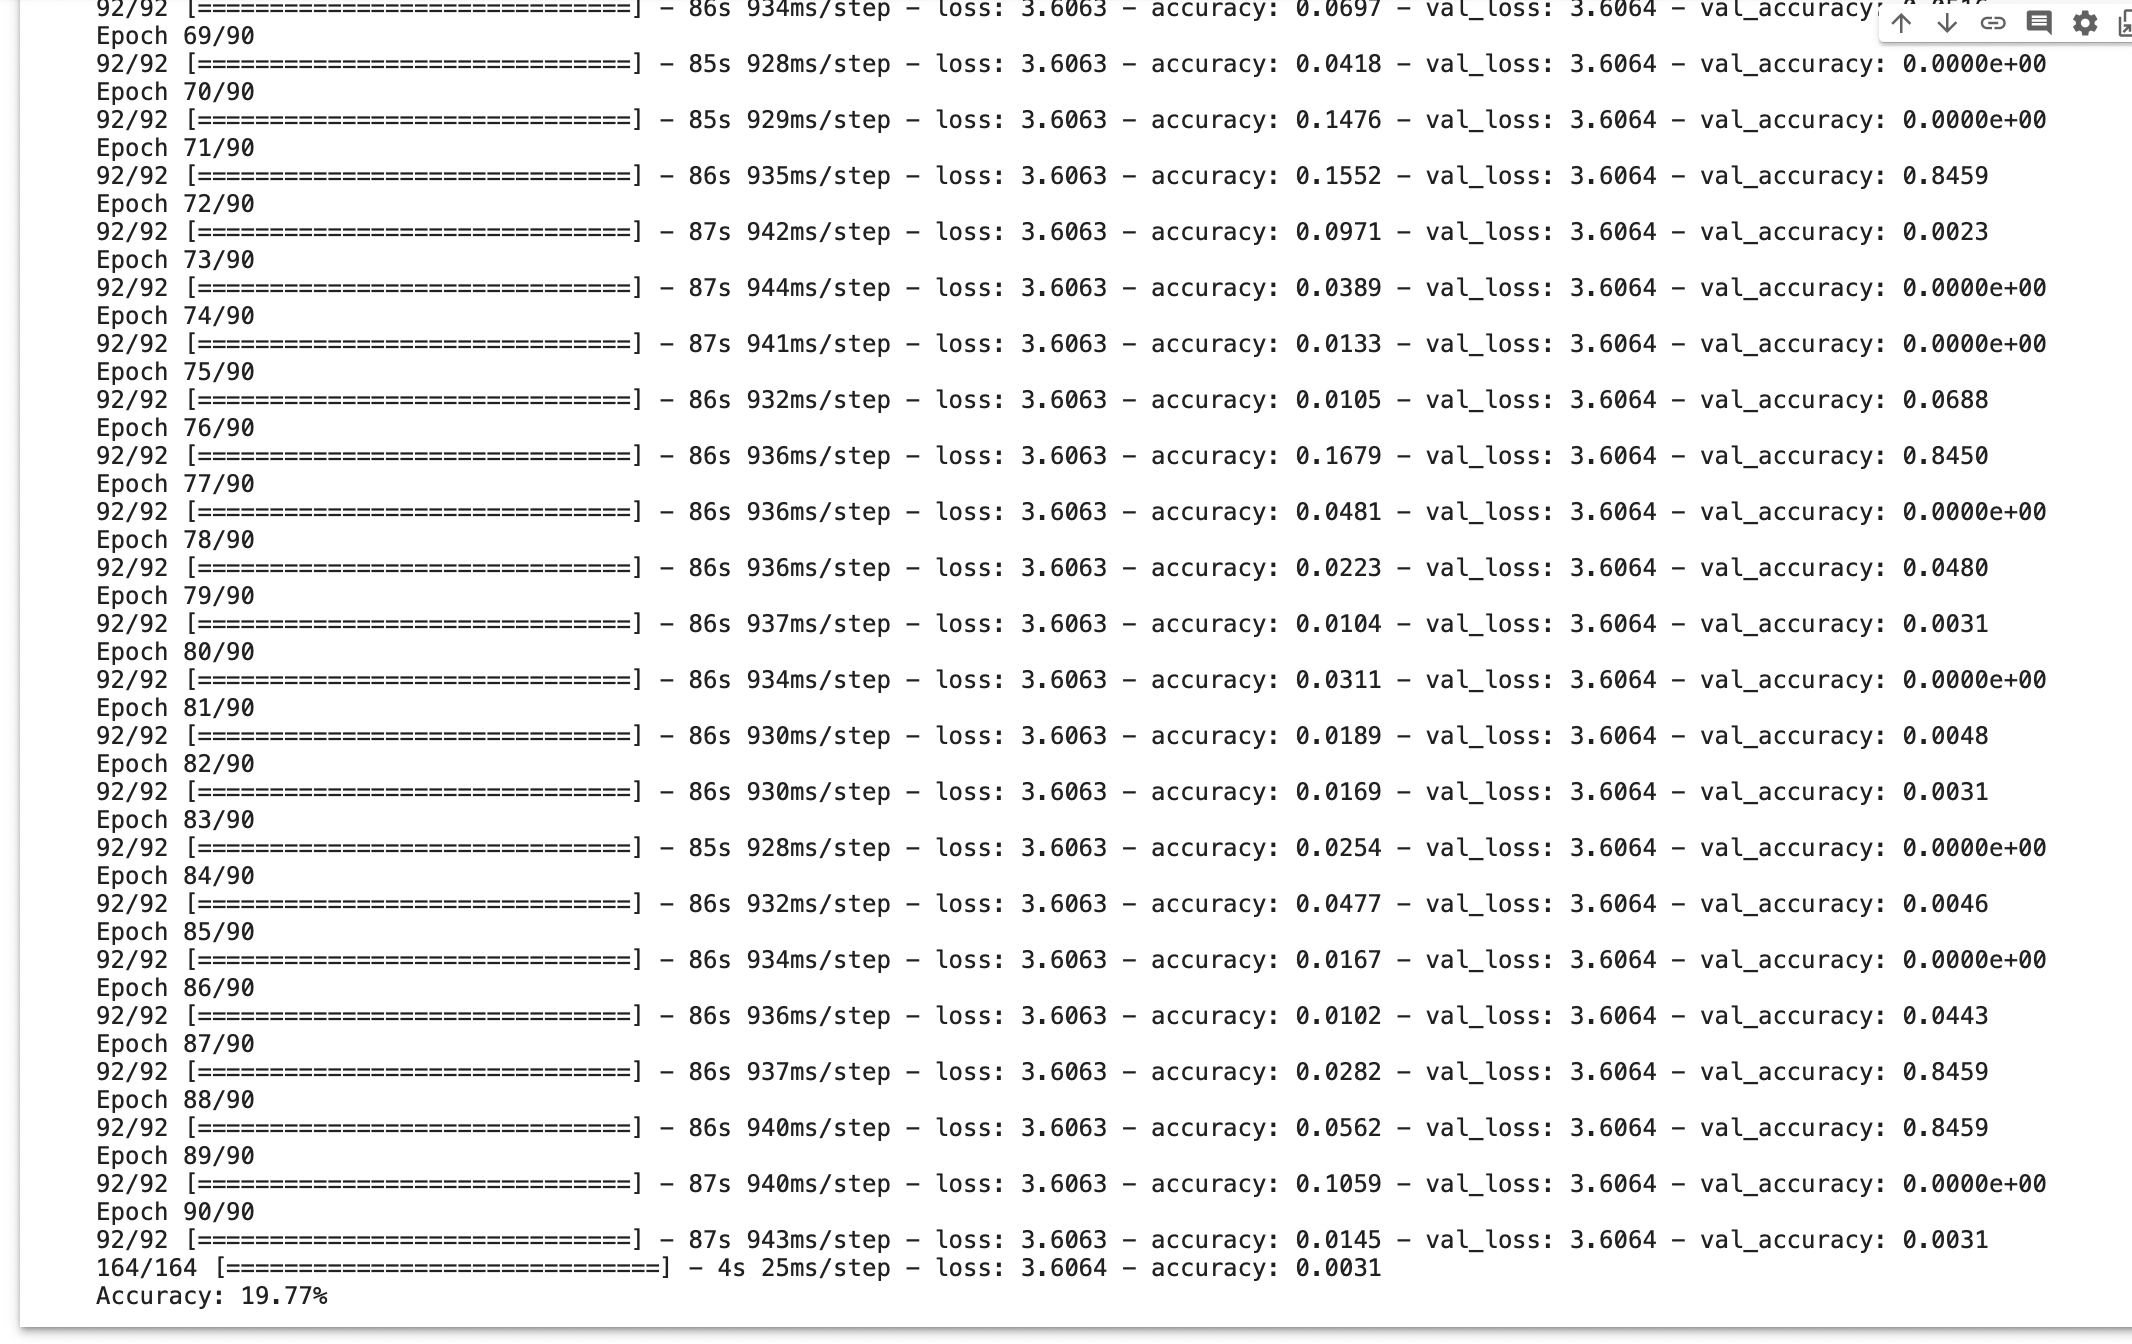 92/92 [==============================] - 86s 934ms/step - loss: 3.6063 - accuracy: 0.0697 - val_loss: 3.6064 - val_accuracy:
Epoch 69/90
92/92 [==============================] - 85s 928ms/step - loss: 3.6063 - accuracy: 0.0418 - val_loss: 3.6064 - val_accuracy: 0.0000e+00
Epoch 70/90
92/92 [==============================] - 85s 929ms/step - loss: 3.6063 - accuracy: 0.1476 - val_loss: 3.6064 - val_accuracy: 0.0000e+00
Epoch 71/90
92/92 [==============================] - 86s 935ms/step - loss: 3.6063 - accuracy: 0.1552 - val_loss: 3.6064 - val_accuracy: 0.8459
Epoch 72/90
92/92 [==============================] - 87s 942ms/step - loss: 3.6063 - accuracy: 0.0971 - val_loss: 3.6064 - val_accuracy: 0.0023
Epoch 73/90
92/92 [==============================] - 87s 944ms/step - loss: 3.6063 - accuracy: 0.0389 - val_loss: 3.6064 - val_accuracy: 0.0000e+00
Epoch 74/90
92/92 [==============================] - 87s 941ms/step - loss: 3.6063 - accuracy: 0.0133 - val_loss: 3.6064 - val_accuracy: 0.0000e+00
Epoch 75/90
92/92 [==============================] - 86s 932ms/step - loss: 3.6063 - accuracy: 0.0105 - val_loss: 3.6064 - val_accuracy: 0.0688
Epoch 76/90
92/92 [==============================] - 86s 936ms/step - loss: 3.6063 - accuracy: 0.1679 - val_loss: 3.6064 - val_accuracy: 0.8450
Epoch 77/90
92/92 [==============================] - 86s 936ms/step - loss: 3.6063 - accuracy: 0.0481 - val_loss: 3.6064 - val_accuracy: 0.0000e+00
Epoch 78/90
92/92 [==============================] - 86s 936ms/step - loss: 3.6063 - accuracy: 0.0223 - val_loss: 3.6064 - val_accuracy: 0.0480
Epoch 79/90
92/92 [==============================] - 86s 937ms/step - loss: 3.6063 - accuracy: 0.0104 - val_loss: 3.6064 - val_accuracy: 0.0031
Epoch 80/90
92/92 [==============================] - 86s 934ms/step - loss: 3.6063 - accuracy: 0.0311 - val_loss: 3.6064 - val_accuracy: 0.0000e+00
Epoch 81/90
92/92 [==============================] - 86s 930ms/step - loss: 3.6063 - accuracy: 0.0189 - val_loss: 3.6064 - val_accuracy: 0.0048
Epoch 82/90
92/92 [==============================] - 86s 930ms/step - loss: 3.6063 - accuracy: 0.0169 - val_loss: 3.6064 - val_accuracy: 0.0031
Epoch 83/90
92/92 [==============================] - 85s 928ms/step - loss: 3.6063 - accuracy: 0.0254 - val_loss: 3.6064 - val_accuracy: 0.0000e+00
Epoch 84/90
92/92 [==============================] - 86s 932ms/step - loss: 3.6063 - accuracy: 0.0477 - val_loss: 3.6064 - val_accuracy: 0.0046
Epoch 85/90
92/92 [==============================] - 86s 934ms/step - loss: 3.6063 - accuracy: 0.0167 - val_loss: 3.6064 - val_accuracy: 0.0000e+00
Epoch 86/90
92/92 [==============================] - 86s 936ms/step - loss: 3.6063 - accuracy: 0.0102 - val_loss: 3.6064 - val_accuracy: 0.0443
Epoch 87/90
92/92 [==============================] - 86s 937ms/step - loss: 3.6063 - accuracy: 0.0282 - val_loss: 3.6064 - val_accuracy: 0.8459
Epoch 88/90
92/92 [==============================] - 86s 940ms/step - loss: 3.6063 - accuracy: 0.0562 - val_loss: 3.6064 - val_accuracy: 0.8459
Epoch 89/90
92/92 [==============================] - 87s 940ms/step - loss: 3.6063 - accuracy: 0.1059 - val_loss: 3.6064 - val_accuracy: 0.0000e+00
Epoch 90/90
92/92 [==============================] - 87s 943ms/step - loss: 3.6063 - accuracy: 0.0145 - val_loss: 3.6064 - val_accuracy: 0.0031
164/164 [==============================] - 4s 25ms/step - loss: 3.6064 - accuracy: 0.0031
Accuracy: 19.77%